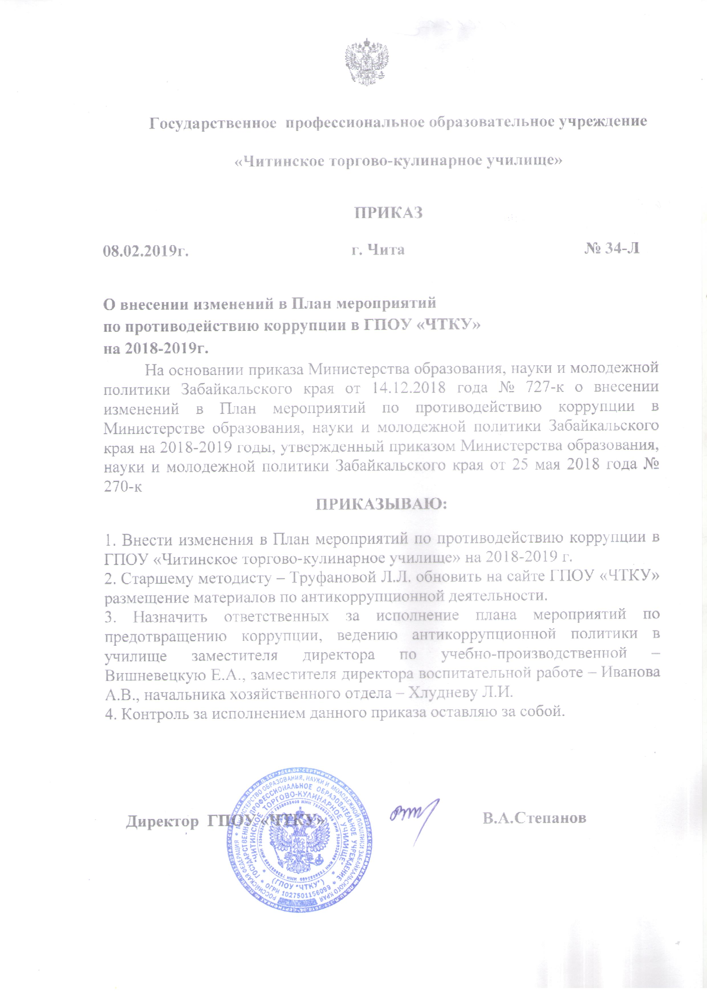 Государственное профессиональное образовательное учреждение
«Читинское торгово-кулинарное училище»
ПРИКАЗ
08.02.2019г. г. Чита № 34-Л
О внесении изменений в План мероприятий
по противодействию коррупции в ГПОУ «ЧТКУ»
на 2018-2019г.
На основании приказа Министерства образования, науки и молодежной
политики Забайкальского края от 14.12.2018 года № 727-к о внесении
изменений в План мероприятий по противодействию коррупции в
Министерстве образования, науки и молодежной политики Забайкальского
края на 2018-2019 годы, утвержденный приказом Министерства образования,
науки и молодежной политики Забайкальского края от 25 мая 2018 года №
270-к
ПРИКАЗЫВАЮ:
1. Внести изменения в План мероприятий по противодействию коррупции в
ГПОУ «Читинское торгово-кулинарное училище» на 2018-2019 г.
2. Старшему методисту – Труфановой Л.Л. обновить на сайте ГПОУ «ЧТКУ»
размещение материалов по антикоррупционной деятельности.
3. Назначить ответственных за исполнение плана мероприятий по
предотвращению коррупции, ведению антикоррупционной политики в
училище заместителя директора по учебно-производственной –
Вишневецкую Е.А., заместителя директора воспитательной работе – Иванова
А.В., начальника хозяйственного отдела – Хлудневу Л.И.
4. Контроль за исполнением данного приказа оставляю за собой.
Директор ГПОУ «ЧТКУ» В.А.Степанов
РОССИЙСКАЯ ФЕДЕРАЦИЯ * МИНИСТЕРСТВО ОБРАЗОВАНИЯ, НАУКИ И МОЛОДЕЖНОЙ ПОЛИТИКИ ЗАБАЙКАЛЬСКОГО КРАЯ
ГОСУДАРСТВЕННОЕ ПРОФЕССИОНАЛЬНОЕ ОБРАЗОВАТЕЛЬНОЕ УЧРЕЖДЕНИЕ
"ЧИТИНСКОЕ ТОРГОВО-КУЛИНАРНОЕ УЧИЛИЩЕ"
(ГПОУ "ЧТКУ")
* ОГРН 1027501156099 *